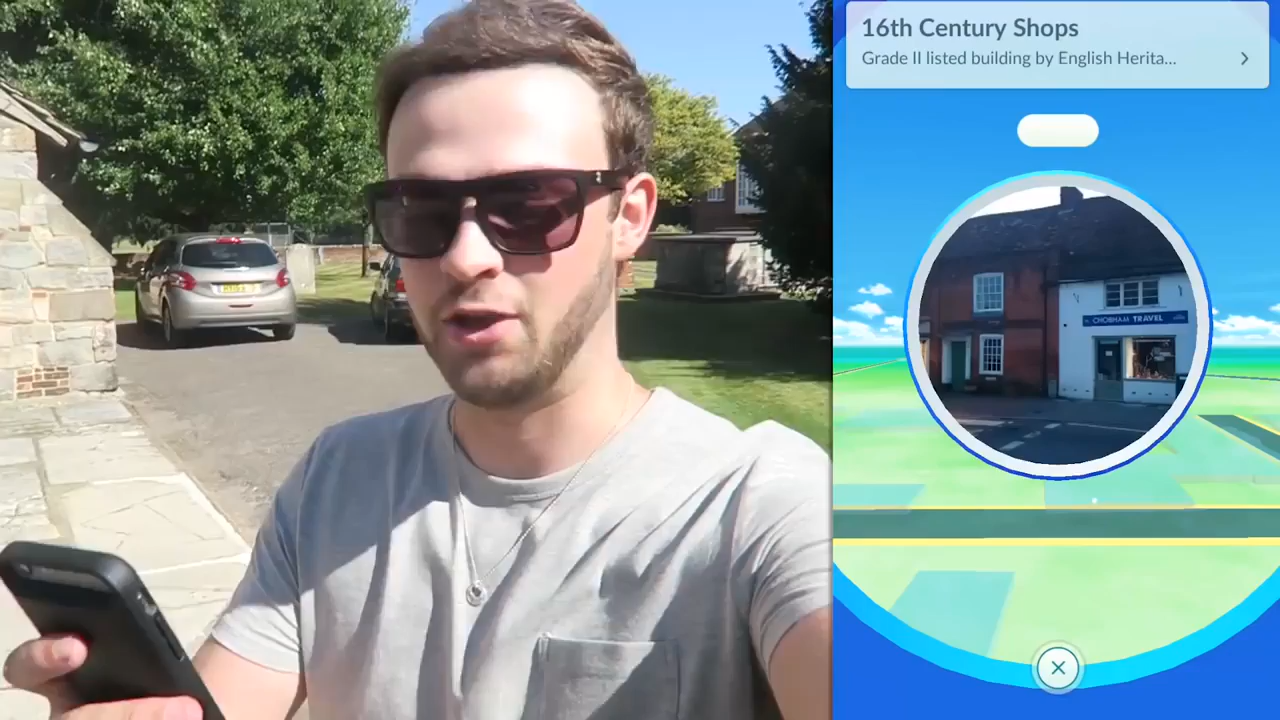 16th Century Shops
Grade II listed building by English Herita...
CHOBHAM TRAVEL